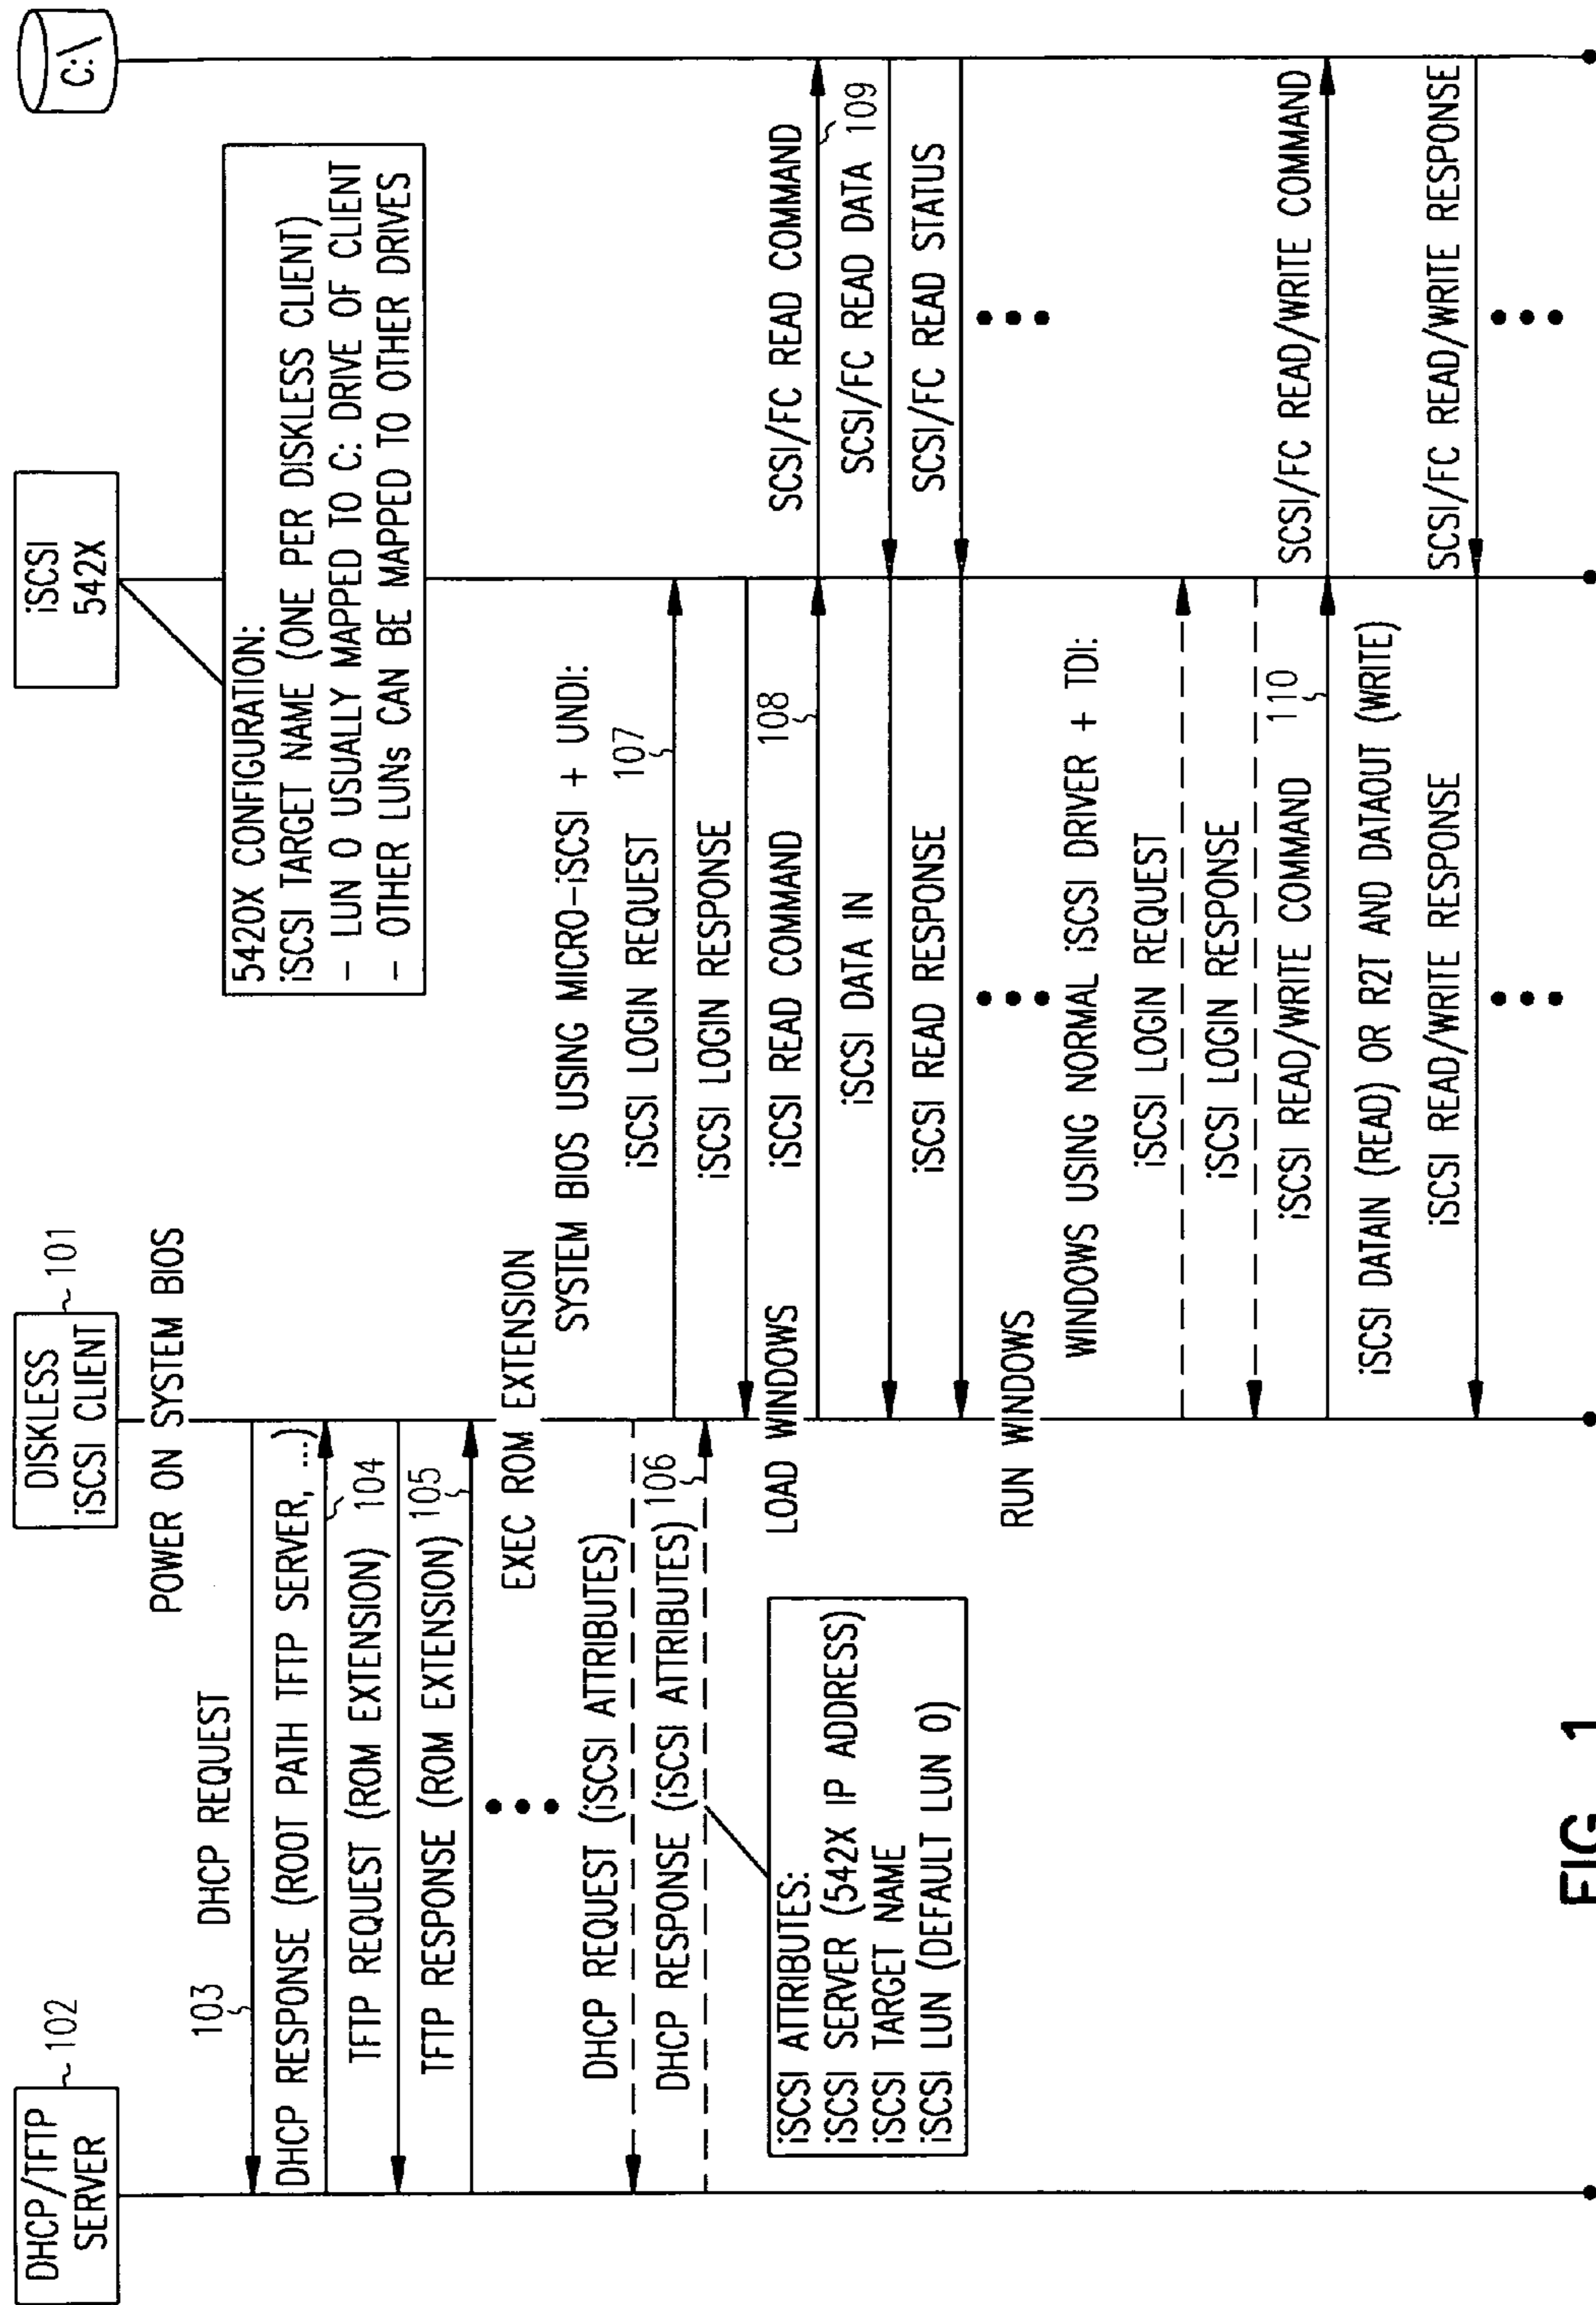 DHCP/TFTP
SERVER
102
DISKLESS
iSCSI CLIENT
101
iSCSI
542X
C:\
POWER ON SYSTEM BIOS
5420X CONFIGURATION:
iSCSI TARGET NAME (ONE PER DISKLESS CLIENT)
- LUN 0 USUALLY MAPPED TO C: DRIVE OF CLIENT
- OTHER LUNs CAN BE MAPPED TO OTHER DRIVES
103
DHCP REQUEST
DHCP RESPONSE (ROOT PATH TFTP SERVER, ...)
TFTP REQUEST (ROM EXTENSION)
104
TFTP RESPONSE (ROM EXTENSION)
105
EXEC ROM EXTENSION
SYSTEM BIOS USING MICRO-iSCSI + UNDI:
DHCP REQUEST (iSCSI ATTRIBUTES)
iSCSI LOGIN REQUEST
107
DHCP RESPONSE (iSCSI ATTRIBUTES)
106
iSCSI LOGIN RESPONSE
iSCSI ATTRIBUTES:
iSCSI SERVER (542X IP ADDRESS)
iSCSI TARGET NAME
iSCSI LUN (DEFAULT LUN 0)
LOAD WINDOWS
iSCSI READ COMMAND
108
SCSI/FC READ COMMAND
iSCSI DATA IN
SCSI/FC READ DATA
109
iSCSI READ RESPONSE
SCSI/FC READ STATUS
RUN WINDOWS
WINDOWS USING NORMAL iSCSI DRIVER + TDI:
iSCSI LOGIN REQUEST
iSCSI LOGIN RESPONSE
iSCSI READ/WRITE COMMAND
110
SCSI/FC READ/WRITE COMMAND
iSCSI DATAIN (READ) OR R2T AND DATAOUT (WRITE)
iSCSI READ/WRITE RESPONSE
SCSI/FC READ/WRITE RESPONSE
FIG. 1